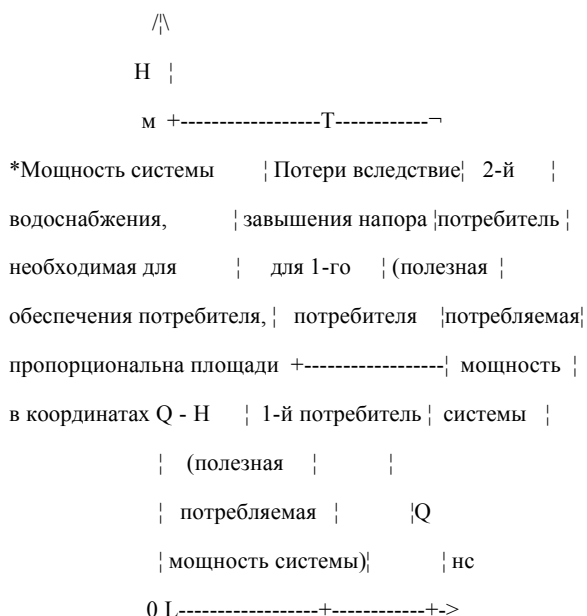 /¦\
H ¦
м +------------------T------------¬
*Мощность системы ¦ Потери вследствие¦ 2-й ¦
водоснабжения, ¦ завышения напора ¦потребитель ¦
необходимая для ¦ для 1-го ¦ (полезная ¦
обеспечения потребителя, ¦ потребителя ¦потребляемая¦
пропорциональна площади +------------------¦ мощность ¦
в координатах Q - H ¦ 1-й потребитель ¦ системы ¦
¦ (полезная ¦ ¦
¦ потребляемая ¦ ¦Q
¦ мощность системы)¦ ¦ нс
0 L------------------+------------+->